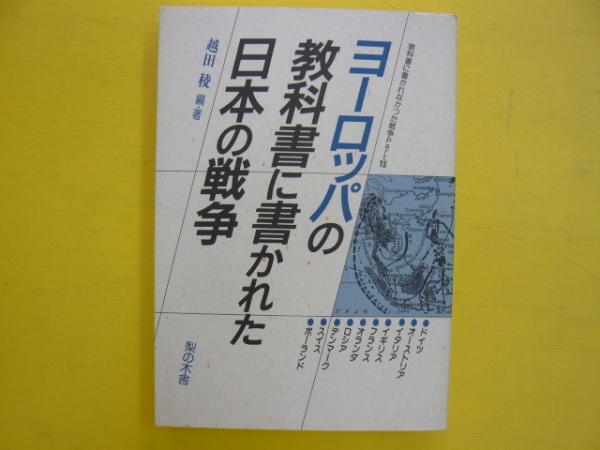 教科書に書かれなかった戦争Part15
ヨーロッパの
教科書に書かれた
日本の戦争
越田 稜 編・著
●ドイツ
●オーストリア
●イタリア
●イギリス
●フランス
●オランダ
●ロシア
●デンマーク
●スイス
●ポーランド
梨の木舎